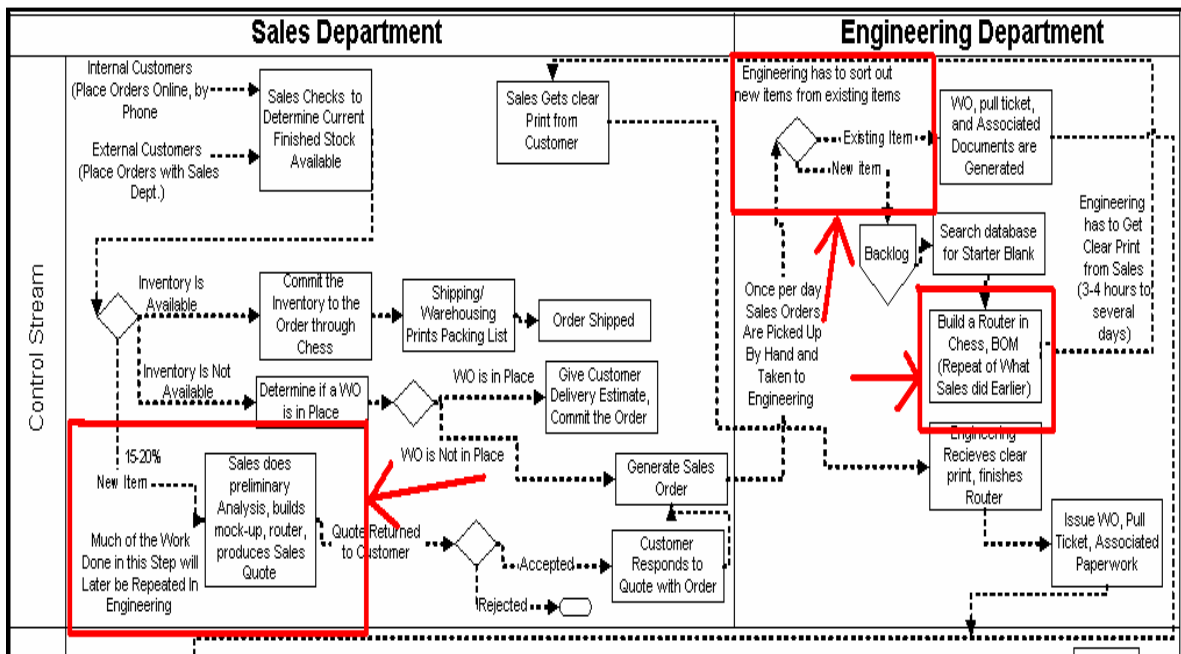 Sales Department
Engineering Department
Control Stream
Internal Customers
(Place Orders Online, by
Phone
External Customers
(Place Orders with Sales
Dept.)
Sales Checks to
Determine Current
Finished Stock
Available
Sales Gets clear
Print from
Customer
Inventory Is
Available
Commit the
Inventory to the
Order through
Chess
Shipping/
Warehousing
Prints Packing List
Order Shipped
Inventory Is Not
Available
Determine if a WO
is in Place
WO is in Place
Give Customer
Delivery Estimate,
Commit the Order
WO is Not in Place
Generate Sales
Order
15-20%
New Item
Sales does
preliminary
Analysis, builds
mock-up, router,
produces Sales
Quote
Much of the Work
Done in this Step will
Later be Repeated In
Engineering
Quote Returned
to Customer
Accepted
Rejected
Customer
Responds to
Quote with Order
Engineering has to sort out
new items from existing items
Existing Item
New item
WO, pull ticket,
and Associated
Documents are
Generated
Backlog
Search database
for Starter Blank
Engineering
has to Get
Clear Print
from Sales
(3-4 hours to
several
days)
Once per day
Sales Orders
Are Picked Up
By Hand and
Taken to
Engineering
Build a Router in
Chess, BOM
(Repeat of What
Sales did Earlier)
Engineering
Recieves clear
print, finishes
Router
Issue WO, Pull
Ticket, Associated
Paperwork